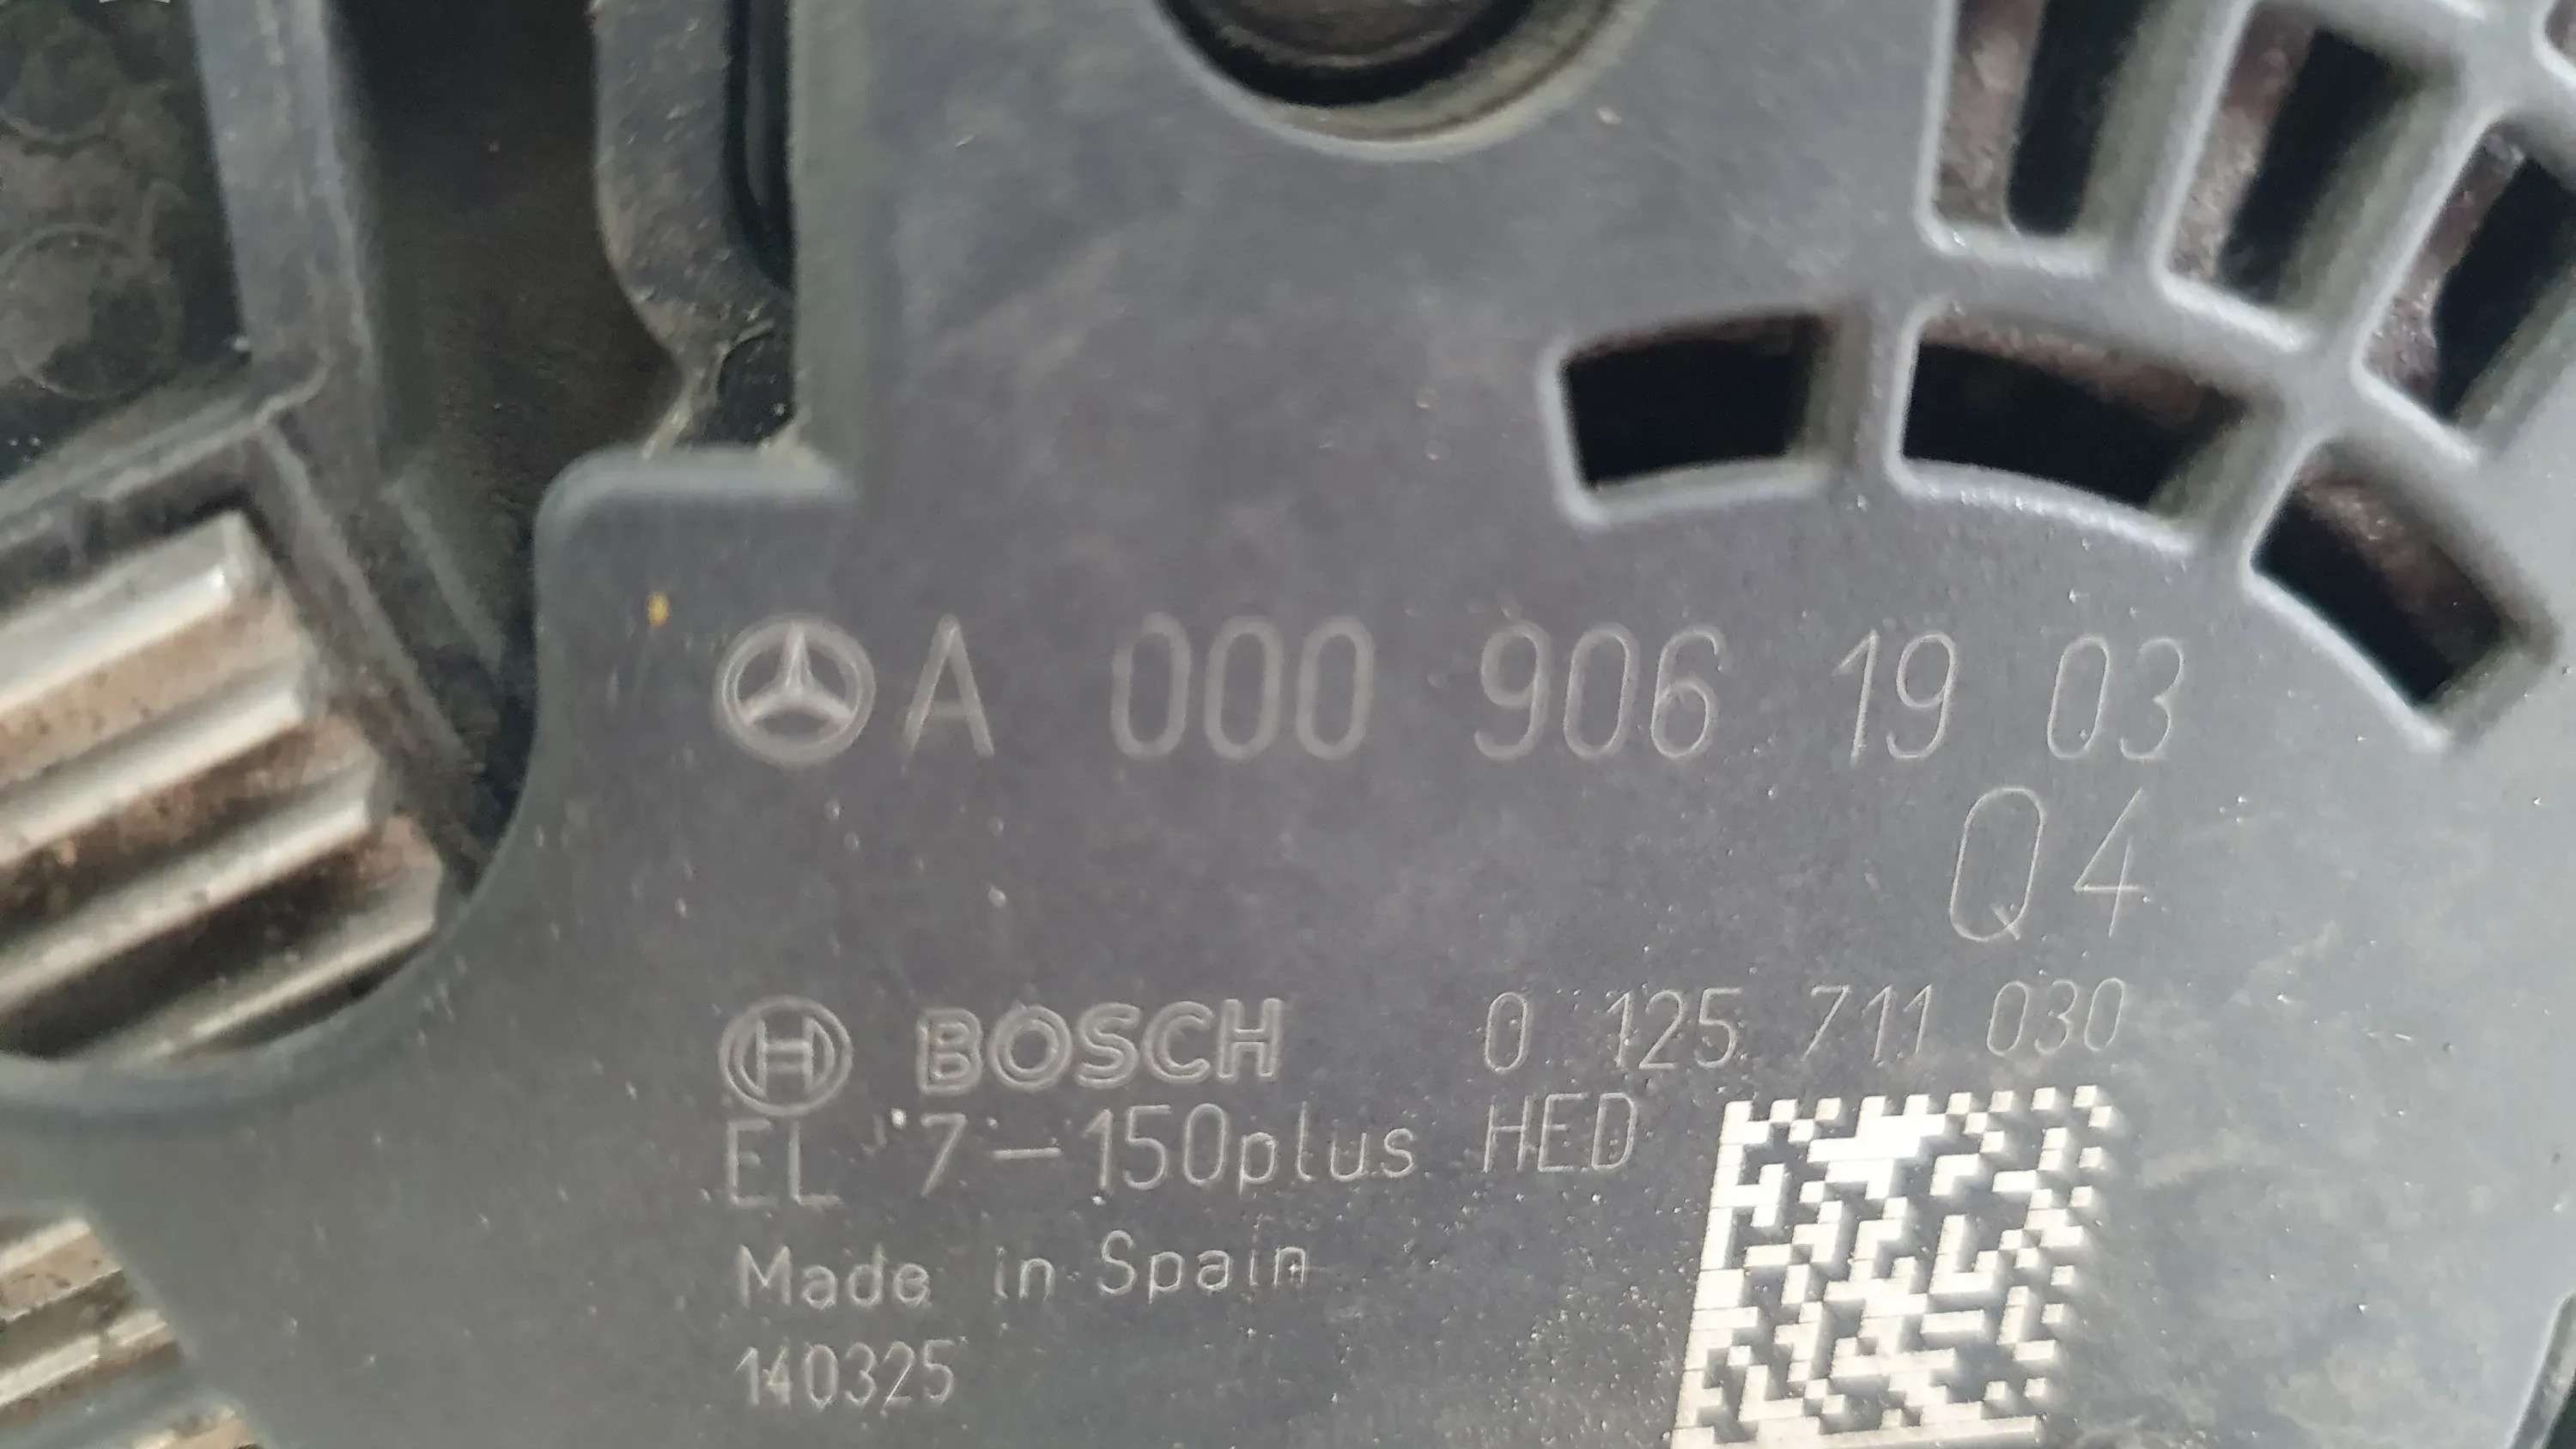 A 000 906 19 03
Q4
BOSCH 0 125 711 030
EL 7-150plus HED
Made in Spain
140325